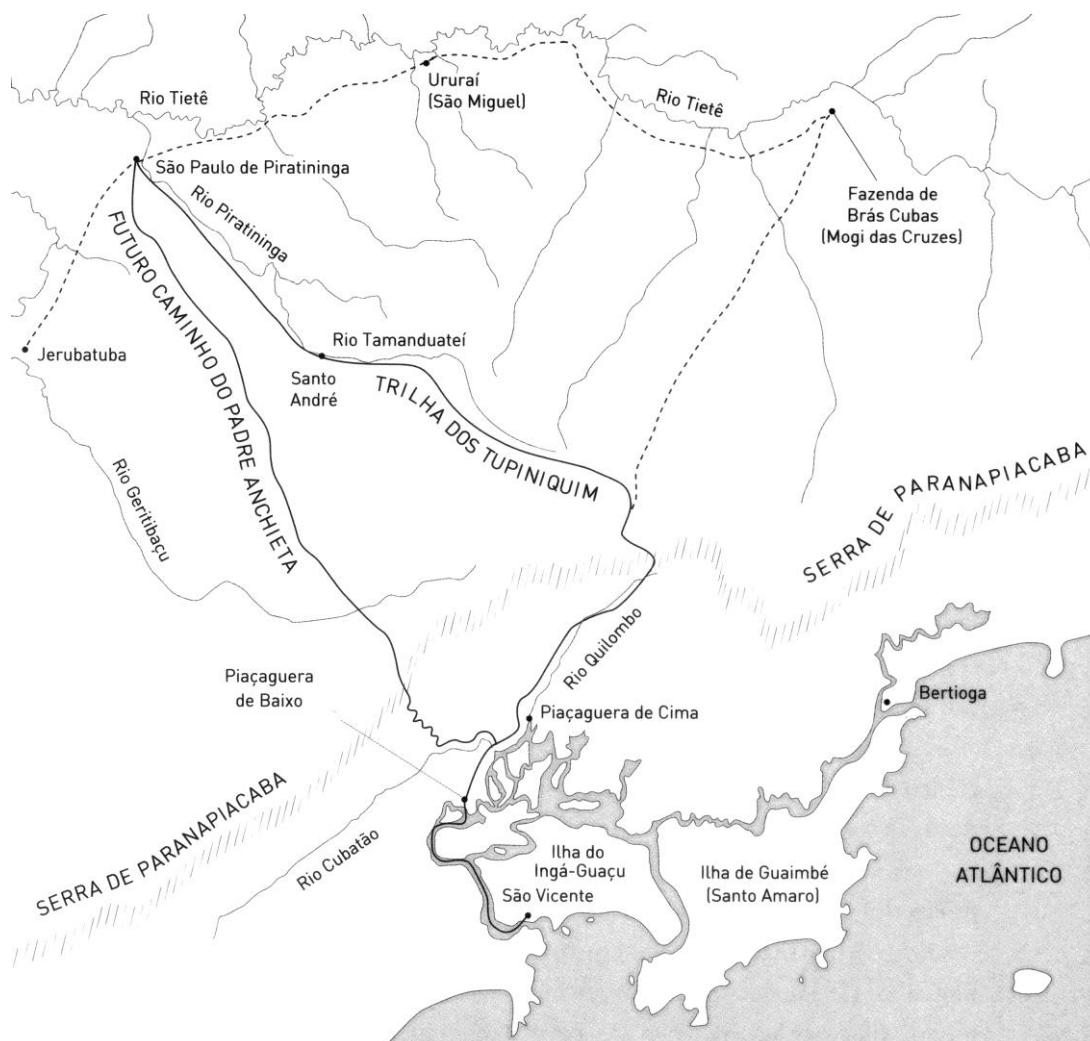 Ururaí
(São Miguel)
Rio Tietê
Rio Tietê
São Paulo de Piratininga
Rio Piratininga
Fazenda de
Brás Cubas
(Mogi das Cruzes)
FUTURO CAMINHO DO PADRE ANCHIETA
Jerubatuba
Rio Tamanduateí
Santo
André
TRILHA DOS TUPINIQUIM
Rio Geritibaçu
SERRA DE PARANAPIACABA
Rio Quilombo
Piaçaguera
de Baixo
Piaçaguera de Cima
Bertioga
SERRA DE PARANAPIACABA
Rio Cubatão
Ilha do
Ingá-Guaçu
São Vicente
Ilha de Guaimbé
(Santo Amaro)
OCEANO
ATLÂNTICO